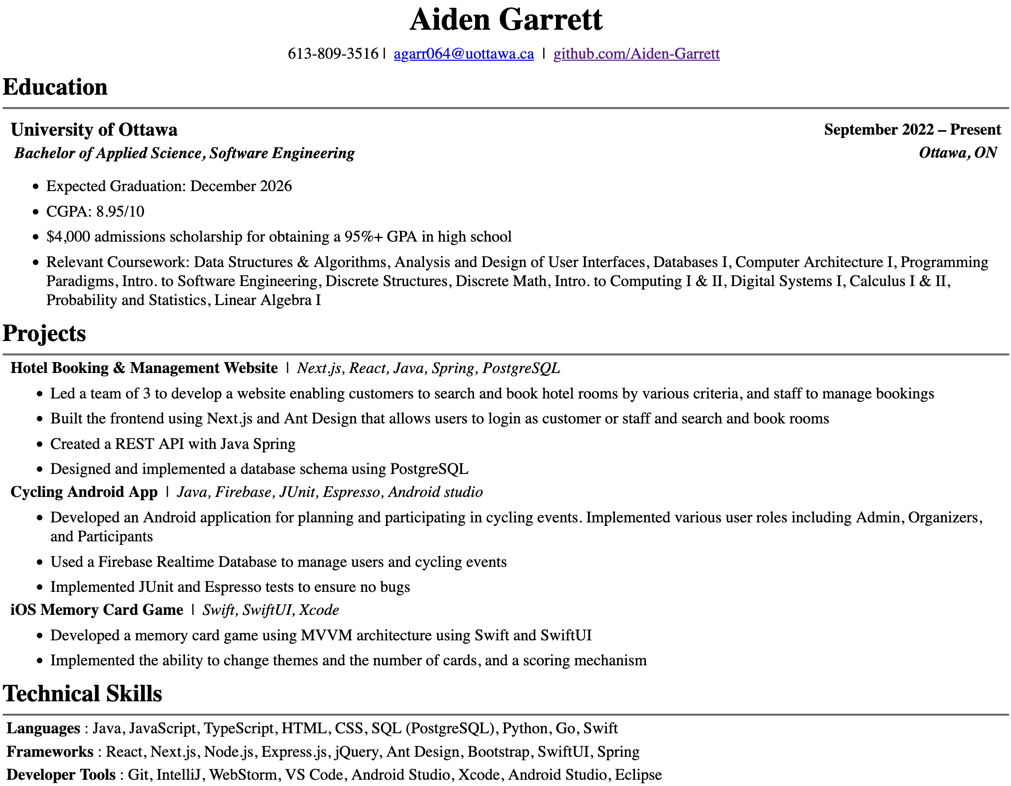 Aiden Garrett
613-809-3516 | agarr064@uottawa.ca | github.com/Aiden-Garrett
Education
University of Ottawa September 2022 – Present
Bachelor of Applied Science, Software Engineering Ottawa, ON
• Expected Graduation: December 2026
• CGPA: 8.95/10
• $4,000 admissions scholarship for obtaining a 95%+ GPA in high school
• Relevant Coursework: Data Structures & Algorithms, Analysis and Design of User Interfaces, Databases I, Computer Architecture I, Programming
Paradigms, Intro. to Software Engineering, Discrete Structures, Discrete Math, Intro. to Computing I & II, Digital Systems I, Calculus I & II,
Probability and Statistics, Linear Algebra I
Projects
Hotel Booking & Management Website | Next.js, React, Java, Spring, PostgreSQL
• Led a team of 3 to develop a website enabling customers to search and book hotel rooms by various criteria, and staff to manage bookings
• Built the frontend using Next.js and Ant Design that allows users to login as customer or staff and search and book rooms
• Created a REST API with Java Spring
• Designed and implemented a database schema using PostgreSQL
Cycling Android App | Java, Firebase, JUnit, Espresso, Android studio
• Developed an Android application for planning and participating in cycling events. Implemented various user roles including Admin, Organizers,
and Participants
• Used a Firebase Realtime Database to manage users and cycling events
• Implemented JUnit and Espresso tests to ensure no bugs
iOS Memory Card Game | Swift, SwiftUI, Xcode
• Developed a memory card game using MVVM architecture using Swift and SwiftUI
• Implemented the ability to change themes and the number of cards, and a scoring mechanism
Technical Skills
Languages : Java, JavaScript, TypeScript, HTML, CSS, SQL (PostgreSQL), Python, Go, Swift
Frameworks : React, Next.js, Node.js, Express.js, jQuery, Ant Design, Bootstrap, SwiftUI, Spring
Developer Tools : Git, IntelliJ, WebStorm, VS Code, Android Studio, Xcode, Android Studio, Eclipse